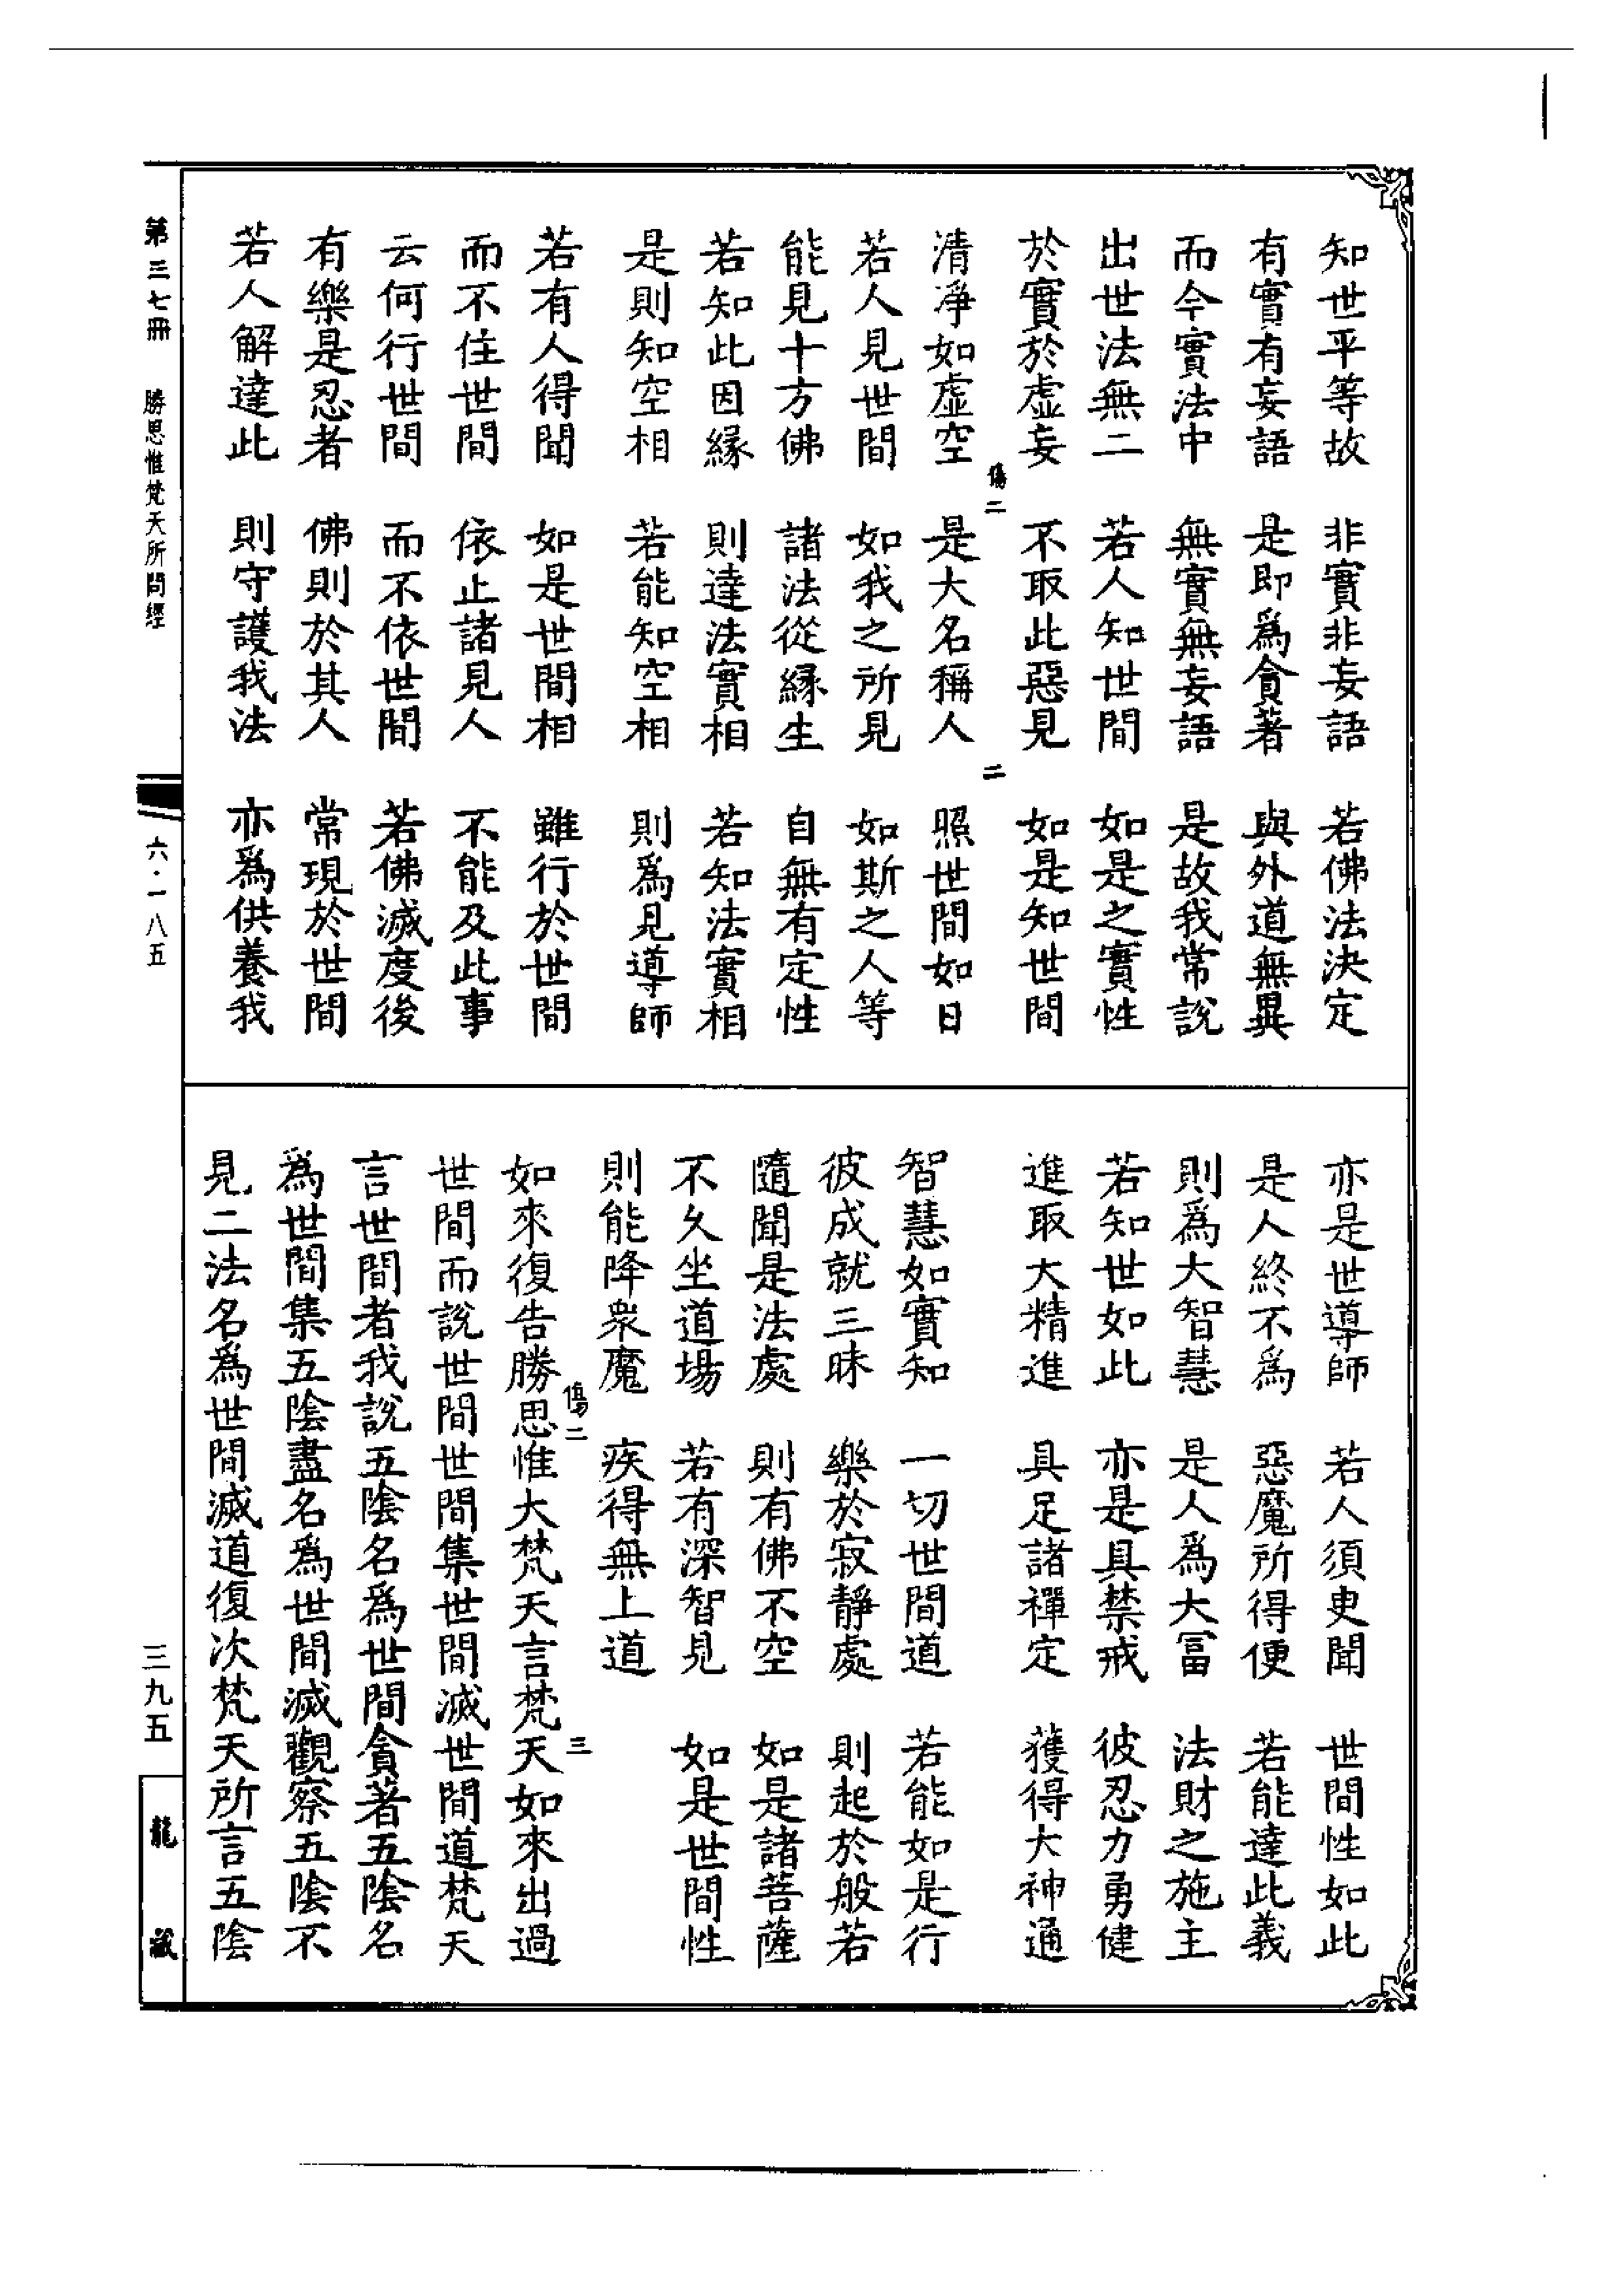 知世平等故　非實非妄語　若佛法決定
有實有妄語　是即爲貪著　與外道無異
而今實法中　無實無妄語　是故我常說
出世法無二　若人知世間　如是之實性
於實於虛妄　不取此惡見　如是知世間
傷二　二
清淨如虛空　是大名稱人　照世間如日
若人見世間　如我之所見　如斯之人等
能見十方佛　諸法從緣生　自無有定性
若知此因緣　則達法實相　若知法實相
是則知空相　若能知空相　則爲見導師
若有人得聞　如是世間相　雖行於世間
而不住世間　依止諸見人　不能及此事
云何行世間　而不依世間　若佛滅度後
有樂是忍者　佛則於其人　常現於世間
若人解達此　則守護我法　亦爲供養我
亦是世導師　若人須臾聞　世間性如此
是人終不爲　惡魔所得便　若能達此義
則爲大智慧　是人爲大冨　法財之施主
若知世如此　亦是具禁戒　彼忍力勇健
進取大精進　具足諸禪定　獲得大神通
智慧如實知　一切世間道　若能如是行
彼成就三昧　樂於寂靜處　則起於般若
隨聞是法處　則有佛不空　如是諸菩薩
不久坐道場　若有深智見　如是世間性
則能降衆魔　疾得無上道
傷二　三
如來復告勝思惟大梵天言梵天如來出過
世間而說世間世間集世間滅世間道梵天
言世間者我說五陰名爲世間貪著五陰名
爲世間集五陰盡名爲世間滅觀察五陰不
見二法名爲世間滅道復次梵天所言五陰
第三七冊　勝思惟梵天所問經　六·一八五
三九五　龍藏